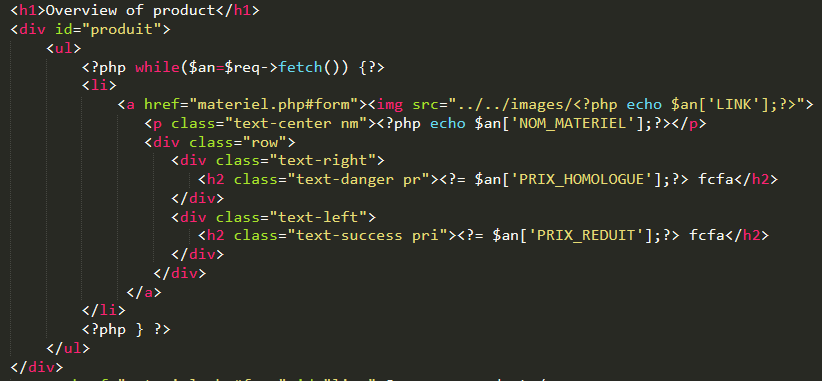 <h1>Overview of product</h1>
<div id="produit">
<ul>
<?php while($an=$req->fetch()) {?>
<li>
<a href="materiel.php#form"><img src="../../images/<?php echo $an['LINK'];?>">
<p class="text-center nm"><?php echo $an['NOM_MATERIEL'];?></p>
<div class="row">
<div class="text-right">
<h2 class="text-danger pr"><?= $an['PRIX_HOMOLOGUE'];?> fcfa</h2>
</div>
<div class="text-left">
<h2 class="text-success pri"><?= $an['PRIX_REDUIT'];?> fcfa</h2>
</div>
</div>
</a>
</li>
<?php } ?>
</ul>
</div>